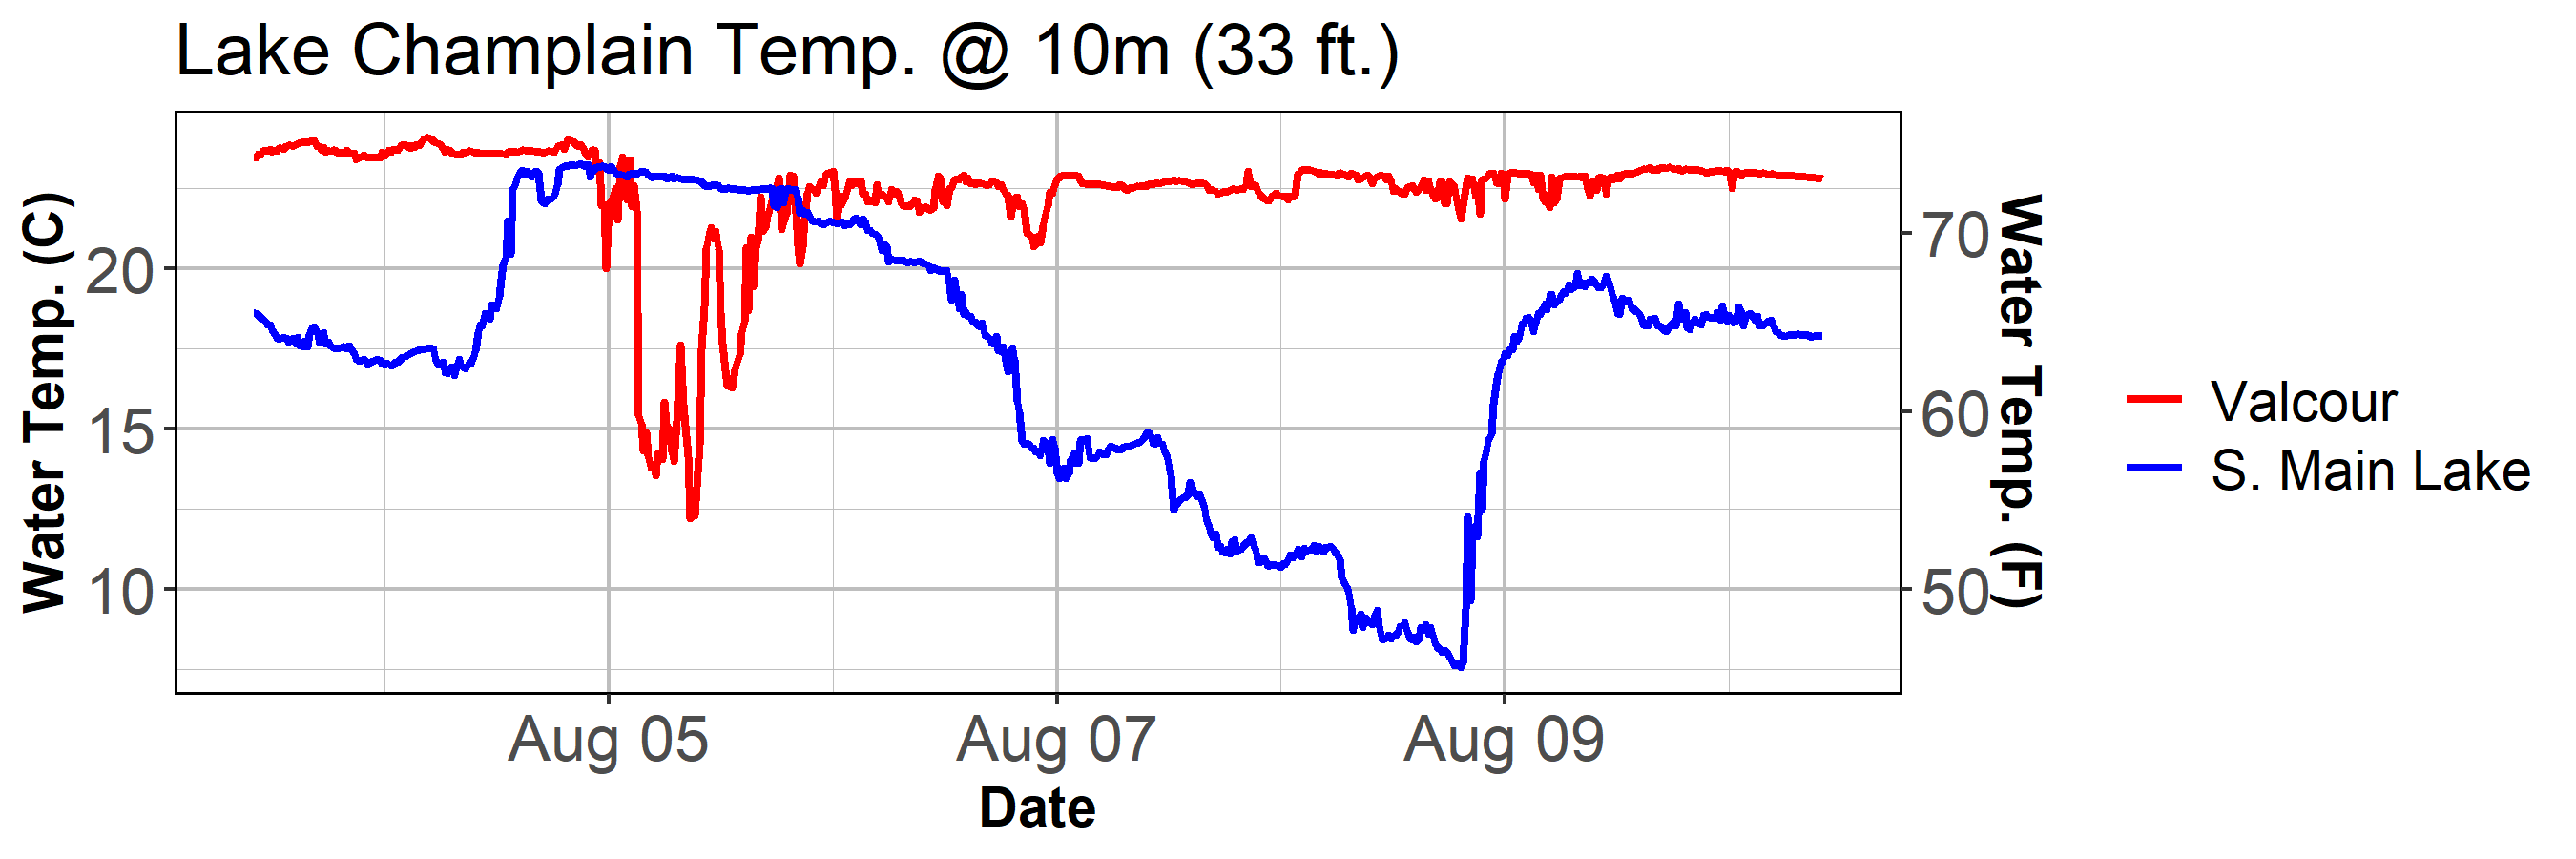 Lake Champlain Temp. @ 10m (33 ft.)
Water Temp. (C)
20
15
10
70
60
50
Water Temp. (F)
Aug 05
Aug 07
Aug 09
Date
Valcour
S. Main Lake